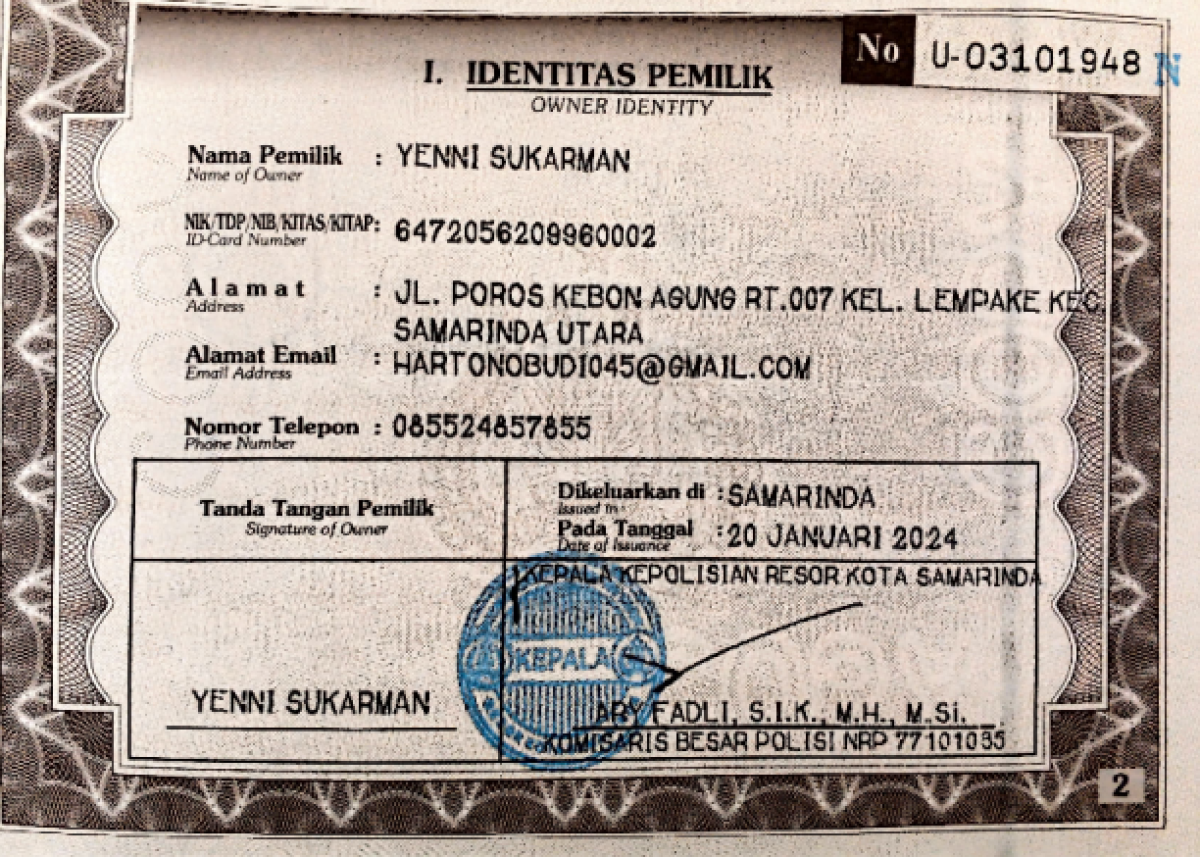 No U-03101948 N
I. IDENTITAS PEMILIK
OWNER IDENTITY
Nama Pemilik : YENNI SUKARMAN
Name of Owner
NIK/TDP/NIB/KITAS/KITAP: 6472056209960002
ID-Card Number
Alamat : JL. POROS KEBON AGUNG RT.007 KEL. LEMPAKE KEC.
Address
SAMARINDA UTARA
Alamat Email : HARTONOBUDI045@GMAIL.COM
Email Address
Nomor Telepon : 085524857855
Phone Number
Tanda Tangan Pemilik
Signature of Owner
Dikeluarkan di : SAMARINDA
Issued in
Pada Tanggal : 20 JANUARI 2024
Date of Issuance
KEPALA KEPOLISIAN RESOR KOTA SAMARINDA
KEPALA
YENNI SUKARMAN
ARY FADLI, S.I.K., M.H., M.Si.
KOMISARIS BESAR POLISI NRP 77101035
2